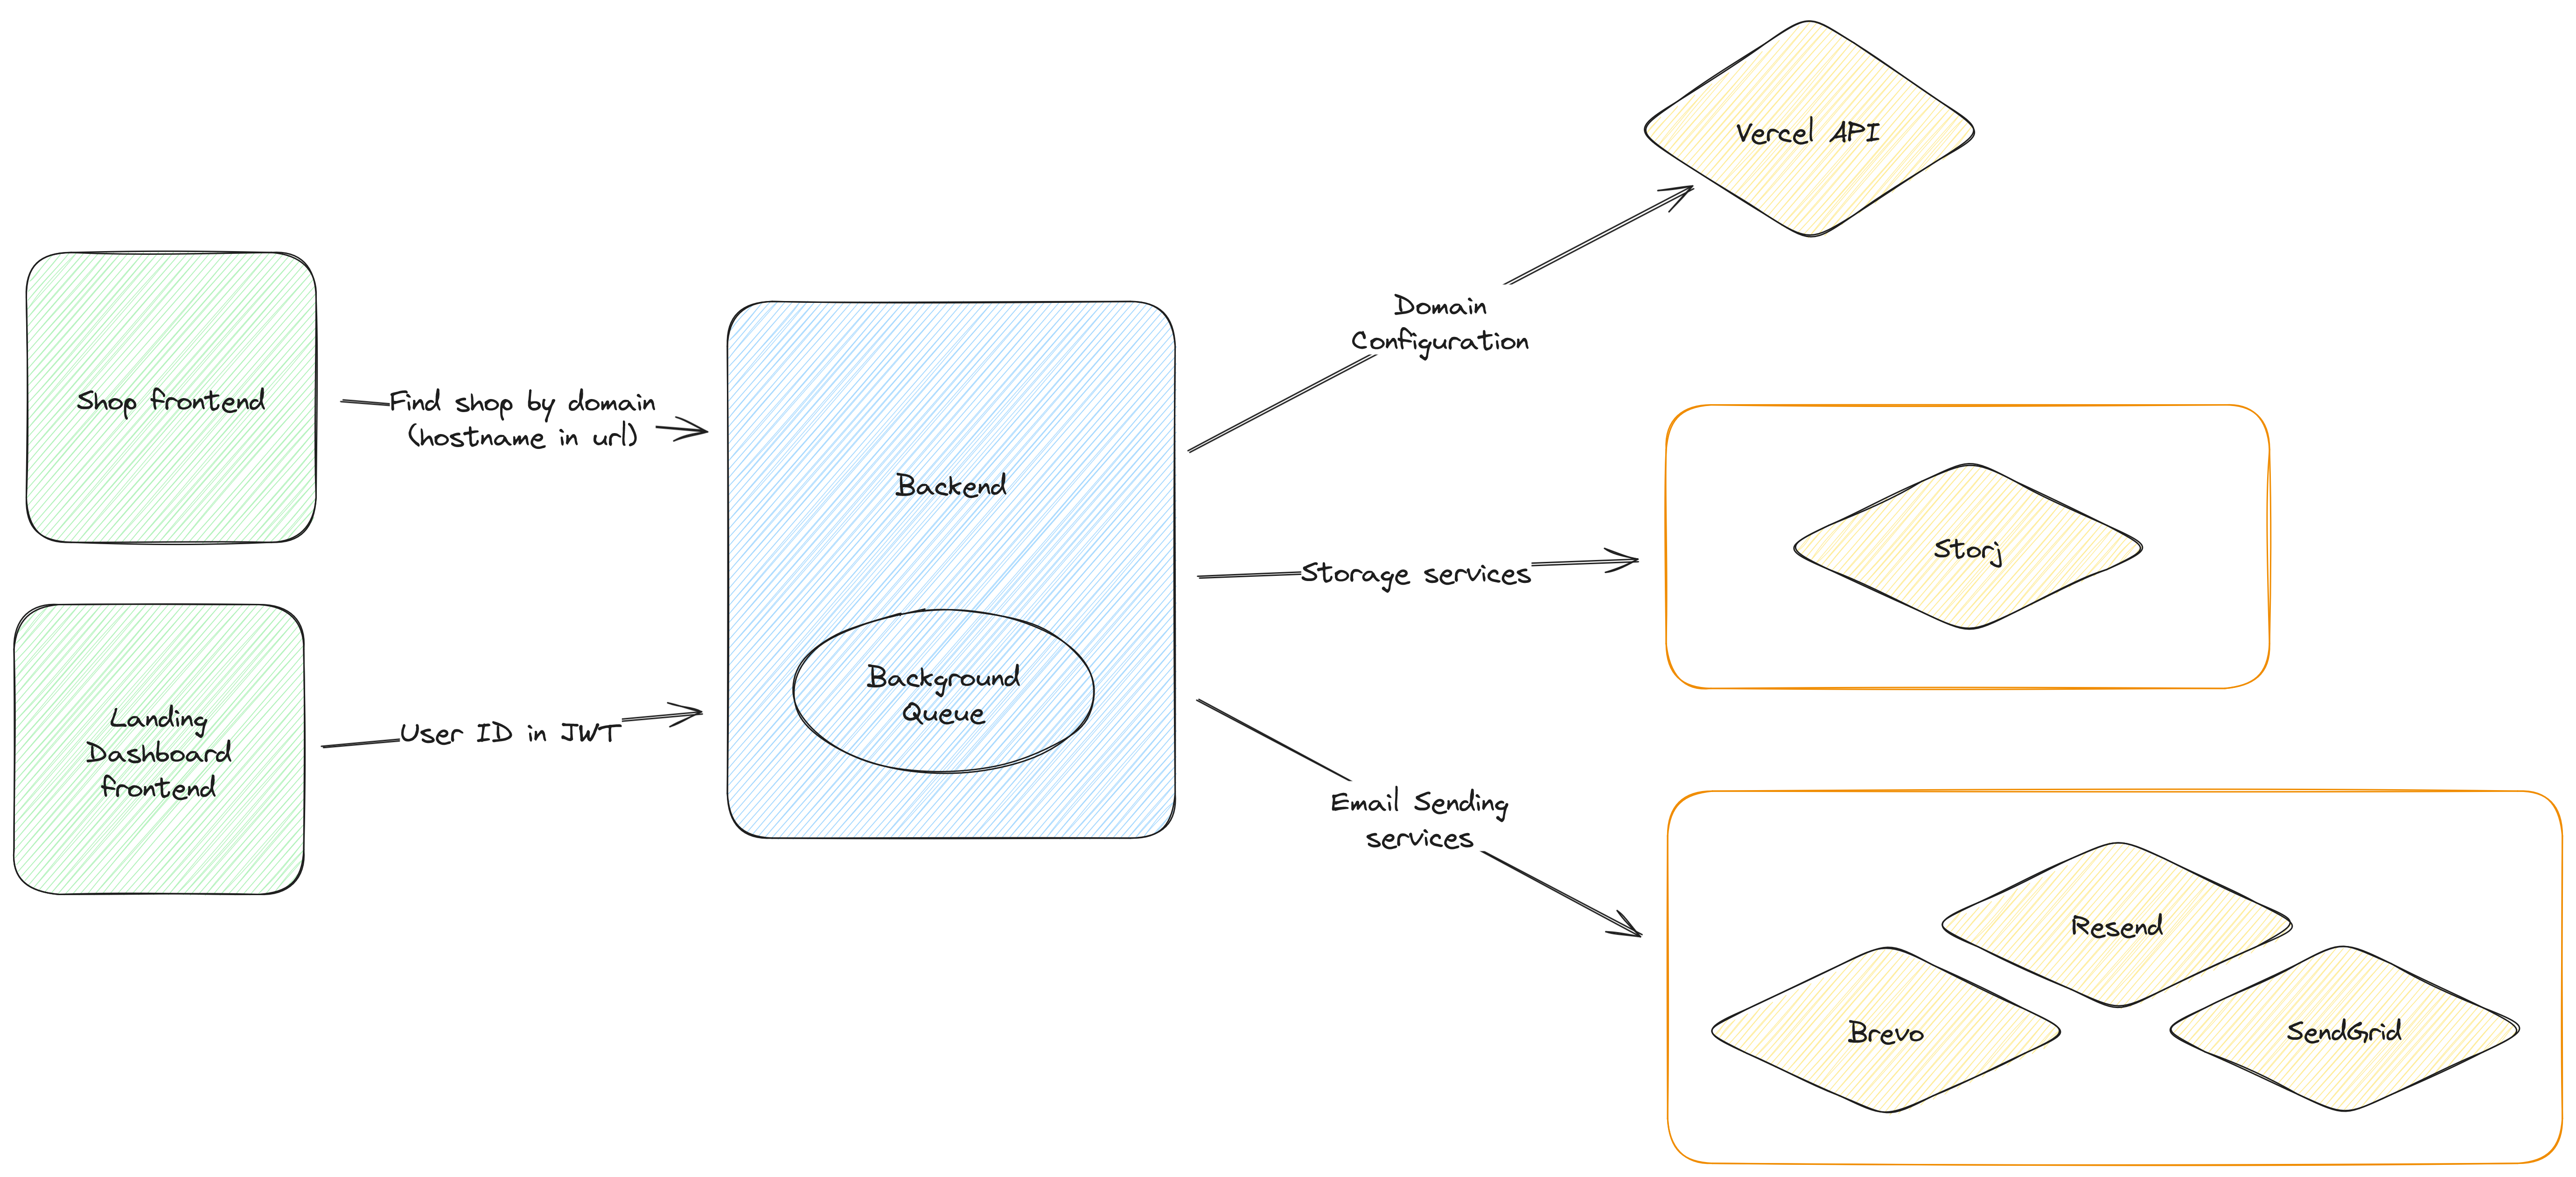 Vercel API
Domain
Configuration
Shop frontend
Find shop by domain
(hostname in url)
Backend
Storj
Storage services
Background
Queue
Landing
Dashboard
frontend
User ID in JWT
Email Sending
services
Resend
Brevo
SendGrid